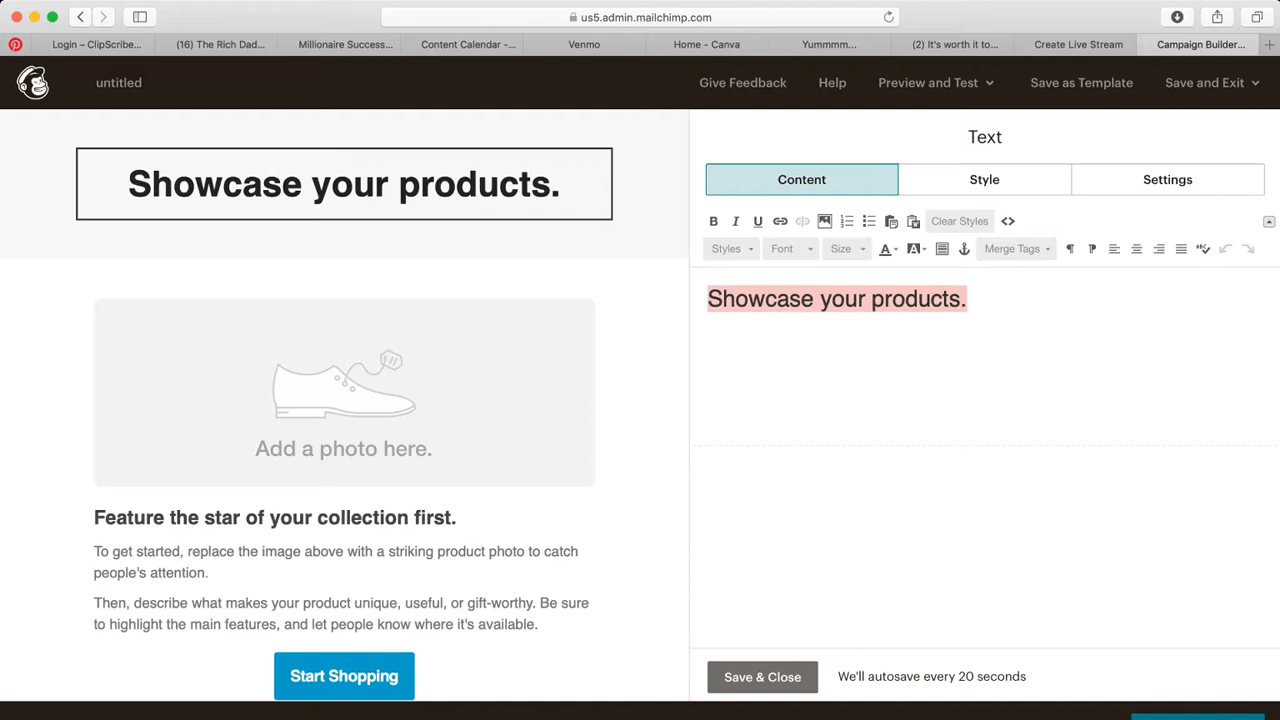 us5.admin.mailchimp.com
Login – ClipScribe...
(16) The Rich Dad...
Millionaire Success...
Content Calendar -...
Venmo
Home - Canva
Yummmm...
(2) It's worth it to...
Create Live Stream
Campaign Builder...
untitled
Give Feedback
Help
Preview and Test
Save as Template
Save and Exit
Showcase your products.
Add a photo here.
Feature the star of your collection first.
To get started, replace the image above with a striking product photo to catch
people's attention.
Then, describe what makes your product unique, useful, or gift-worthy. Be sure
to highlight the main features, and let people know where it's available.
Start Shopping
Text
Content
Style
Settings
B I U
Clear Styles
Styles
Font
Size
A
A
Merge Tags
Showcase your products.
Save & Close
We'll autosave every 20 seconds